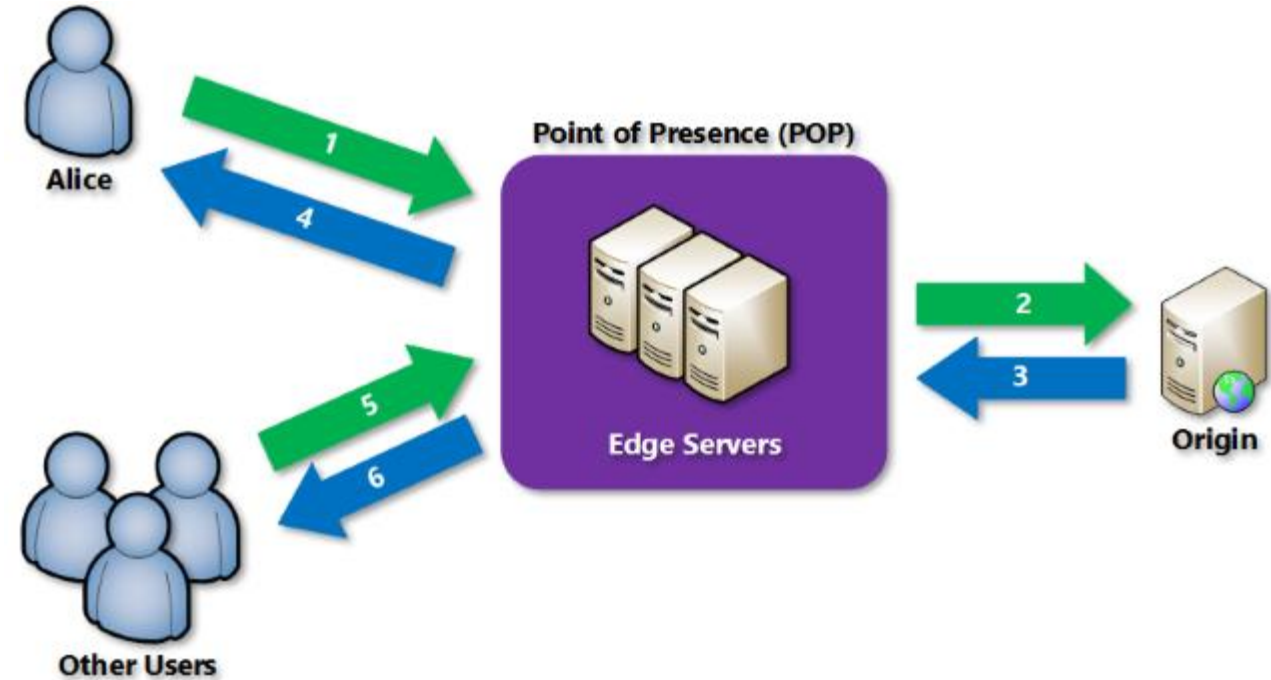 Alice
1
4
Point of Presence (POP)
Edge Servers
2
3
Origin
5
6
Other Users